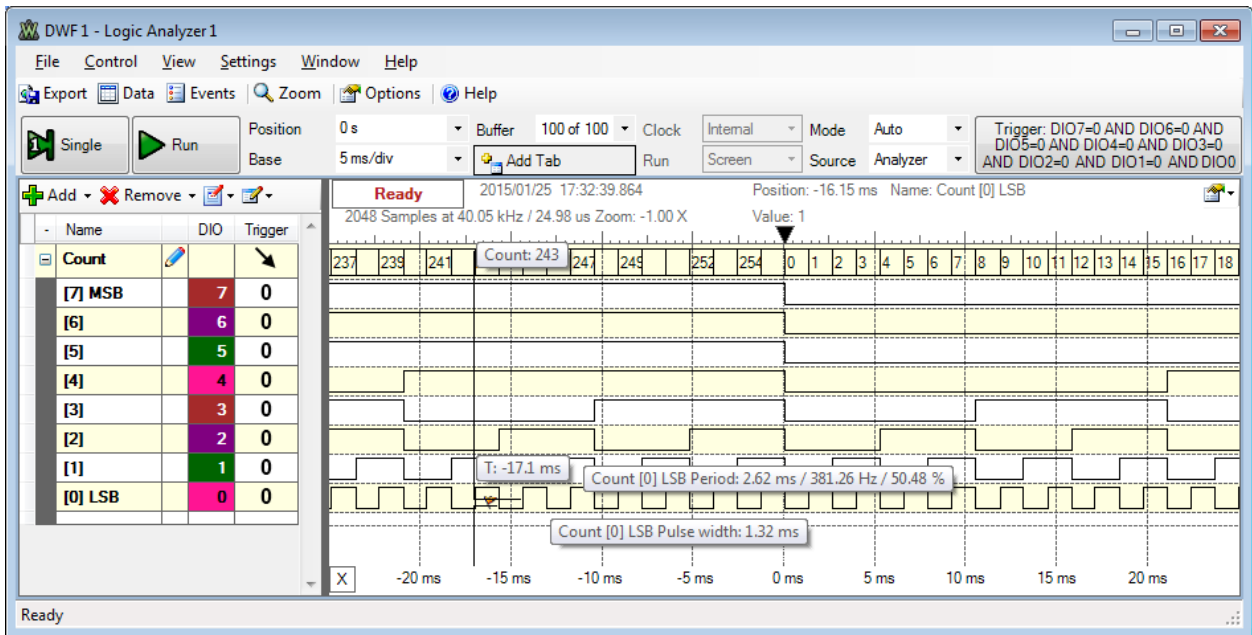 DWF1 - Logic Analyzer1
File Control View Settings Window Help
Export Data Events Zoom Options Help
Single Run
Position 0 s Buffer 100 of 100 Clock Internal Mode Auto
Base 5 ms/div Add Tab Run Screen Source Analyzer
Trigger: DIO7=0 AND DIO6=0 AND
DIO5=0 AND DIO4=0 AND DIO3=0
AND DIO2=0 AND DIO1=0 AND DIO0
Add Remove
Ready 2015/01/25 17:32:39.864 Position: -16.15 ms Name: Count [0] LSB
2048 Samples at 40.05 kHz / 24.98 us Zoom: -1.00 X Value: 1
- Name DIO Trigger
Count
237 239 241 Count: 243 247 249 252 254 0 1 2 3 4 5 6 7 8 9 10 11 12 13 14 15 16 17 18
[7] MSB 7 0
[6] 6 0
[5] 5 0
[4] 4 0
[3] 3 0
[2] 2 0
[1] 1 0
T: -17.1 ms
Count [0] LSB Period: 2.62 ms / 381.26 Hz / 50.48 %
[0] LSB 0 0
Count [0] LSB Pulse width: 1.32 ms
X -20 ms -15 ms -10 ms -5 ms 0 ms 5 ms 10 ms 15 ms 20 ms
Ready